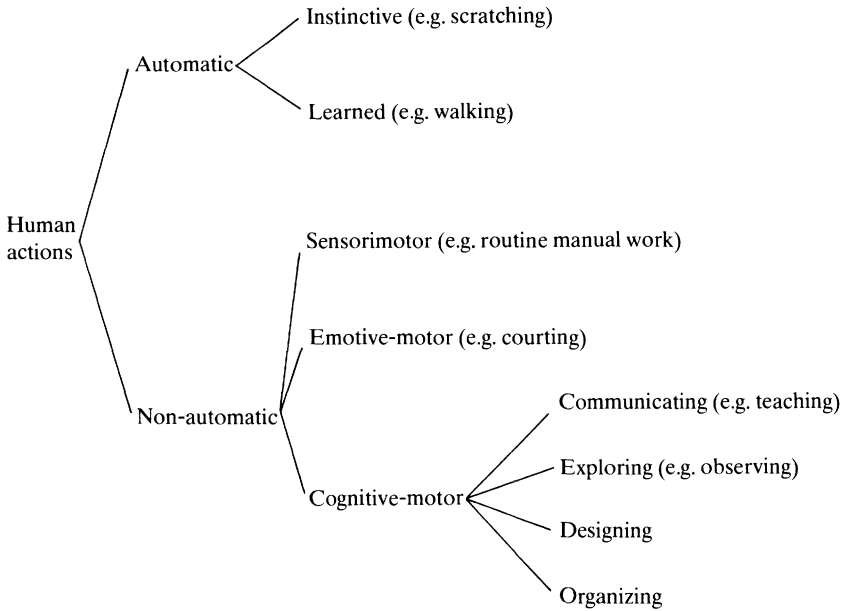 Instinctive (e.g. scratching)
Automatic
Learned (e.g. walking)
Human
actions
Sensorimotor (e.g. routine manual work)
Emotive-motor (e.g. courting)
Non-automatic
Communicating (e.g. teaching)
Exploring (e.g. observing)
Cognitive-motor
Designing
Organizing